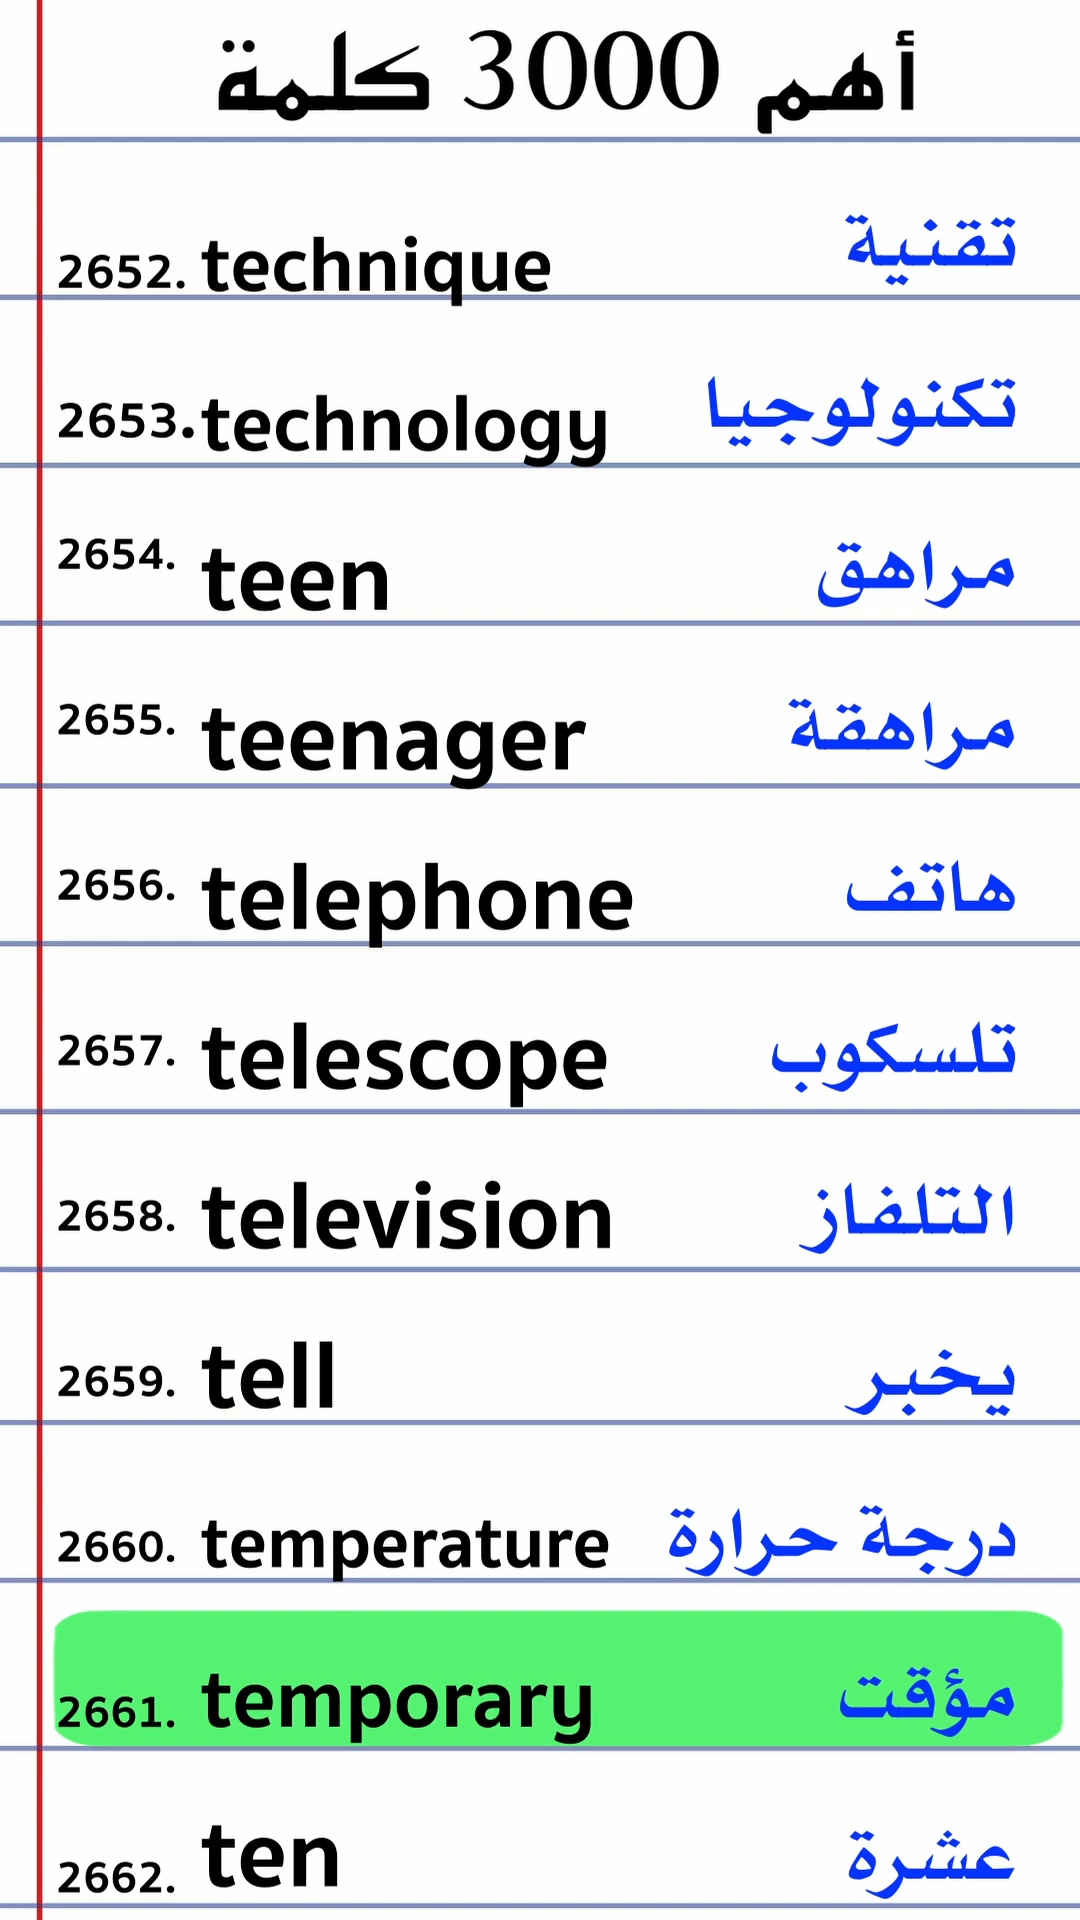 أهم 3000 كلمة
2652. technique تقنية
2653. technology تكنولوجيا
2654. teen مراهق
2655. teenager مراهقة
2656. telephone هاتف
2657. telescope تلسكوب
2658. television التلفاز
2659. tell يخبر
2660. temperature درجة حرارة
2661. temporary مؤقت
2662. ten عشرة